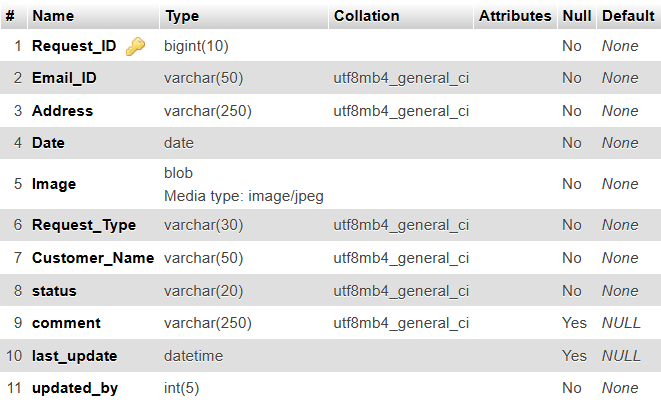 # Name Type Collation Attributes Null Default
1 Request_ID bigint(10) No None
2 Email_ID varchar(50) utf8mb4_general_ci No None
3 Address varchar(250) utf8mb4_general_ci No None
4 Date date No None
5 Image blob No None
Media type: image/jpeg
6 Request_Type varchar(30) utf8mb4_general_ci No None
7 Customer_Name varchar(50) utf8mb4_general_ci No None
8 status varchar(20) utf8mb4_general_ci No None
9 comment varchar(250) utf8mb4_general_ci Yes NULL
10 last_update datetime Yes NULL
11 updated_by int(5) No None